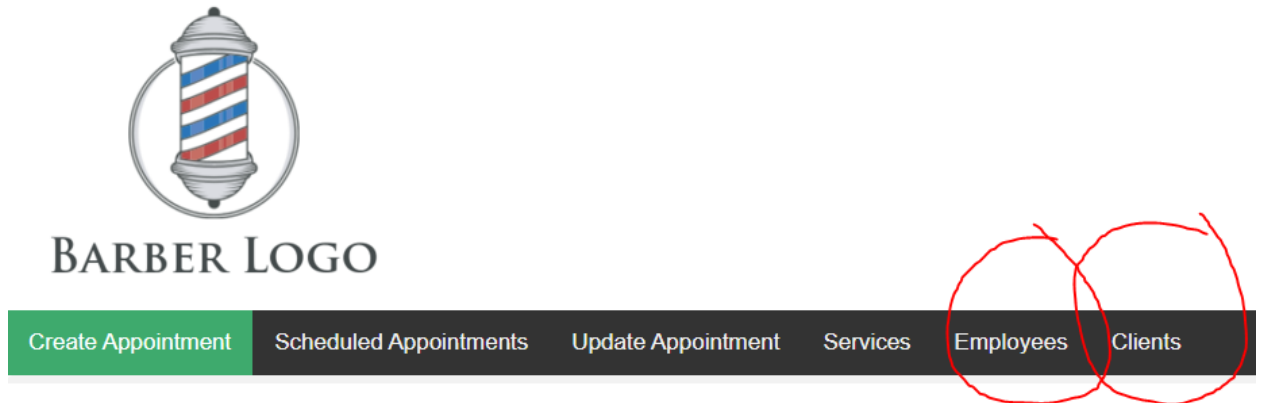 BARBER LOGO
Create Appointment Scheduled Appointments Update Appointment Services Employees Clients